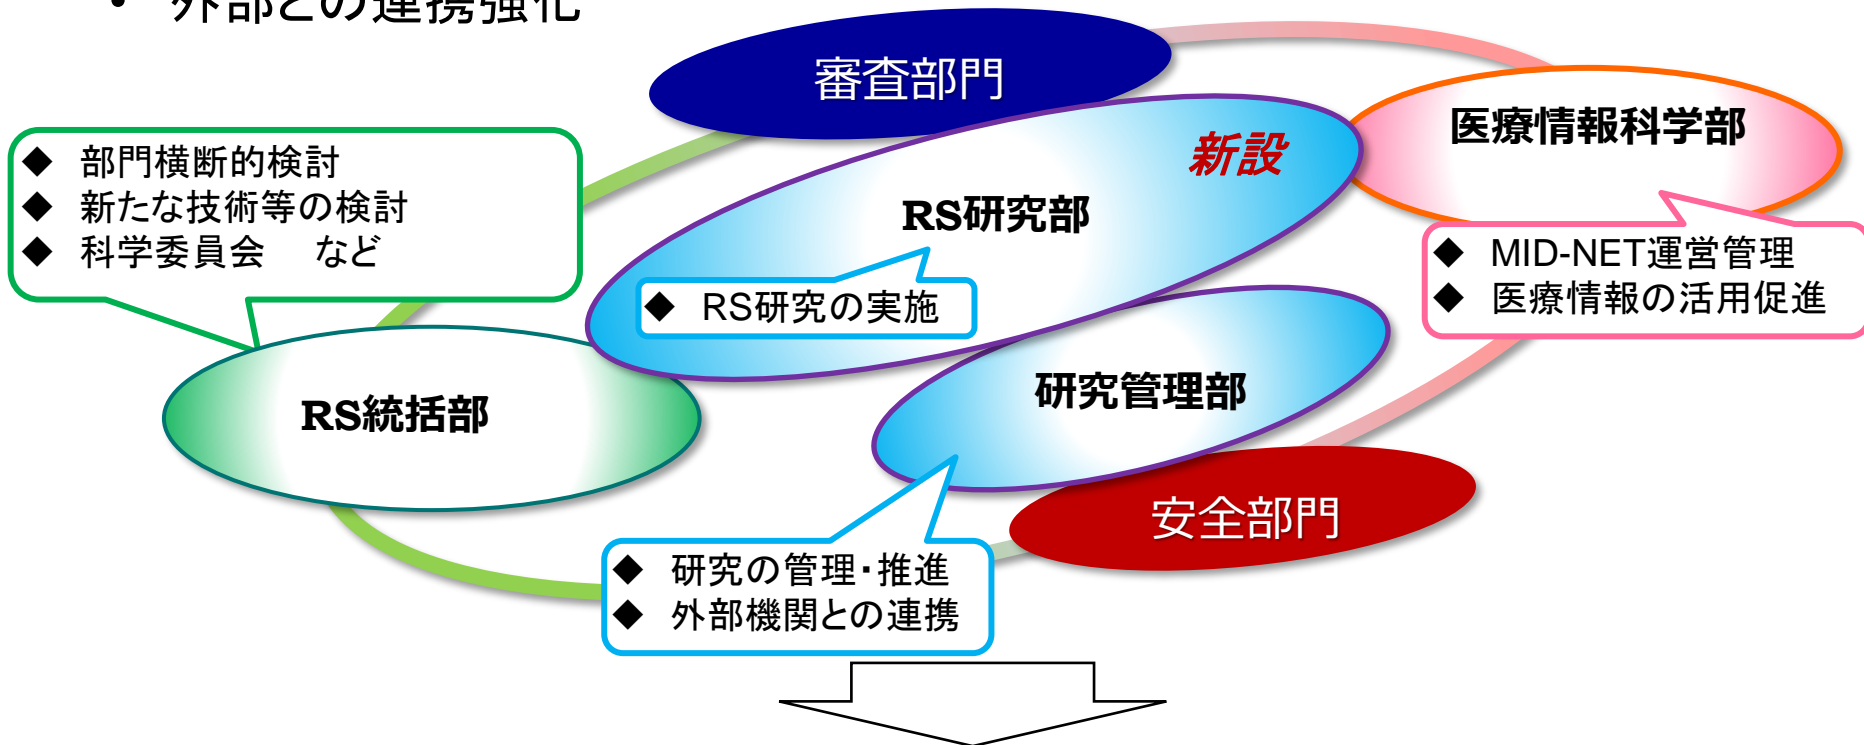 • 外部との連携強化
審査部門
医療情報科学部
新設
◆ 部門横断的検討
◆ 新たな技術等の検討
◆ 科学委員会 など
RS研究部
◆ RS研究の実施
◆ MID-NET運営管理
◆ 医療情報の活用促進
研究管理部
RS統括部
安全部門
◆ 研究の管理・推進
◆ 外部機関との連携